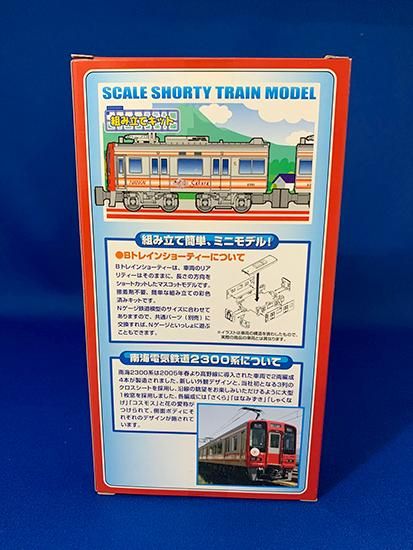 SCALE SHORTY TRAIN MODEL
組み立てキット
組み立て簡単、ミニモデル!
●Bトレインショーティーについて
Bトレインショーティーは、車両のリア
リティーはそのままに、長さの方向を
ショートカットしたマスコットモデルです。
接着剤不要、簡単な組み立ての彩色
済みキットです。
Nゲージ鉄道模型のサイズに合わせて
ありますので、共通パーツ(別売)に
交換すれば、Nゲージといっしょに遊ぶ
こともできます。
※イラストは車両の構造を表わしたもので、
実際の商品の車両とは異なります。
南海電気鉄道2300系について
南海2300系は2005年春より高野線に導入された車両で2両編成
4本が製造されました。新しい外観デザインと、当社初となる3列の
クロスシートを採用し、沿線の眺望をお楽しみいただけるように大型
1枚窓を採用しました。各編成には「さくら」「はなみずき」「しゃくな
げ」「コスモス」と花の愛称が
つけられて、側面ボディにそ
れぞれのデザインが施されて
います。